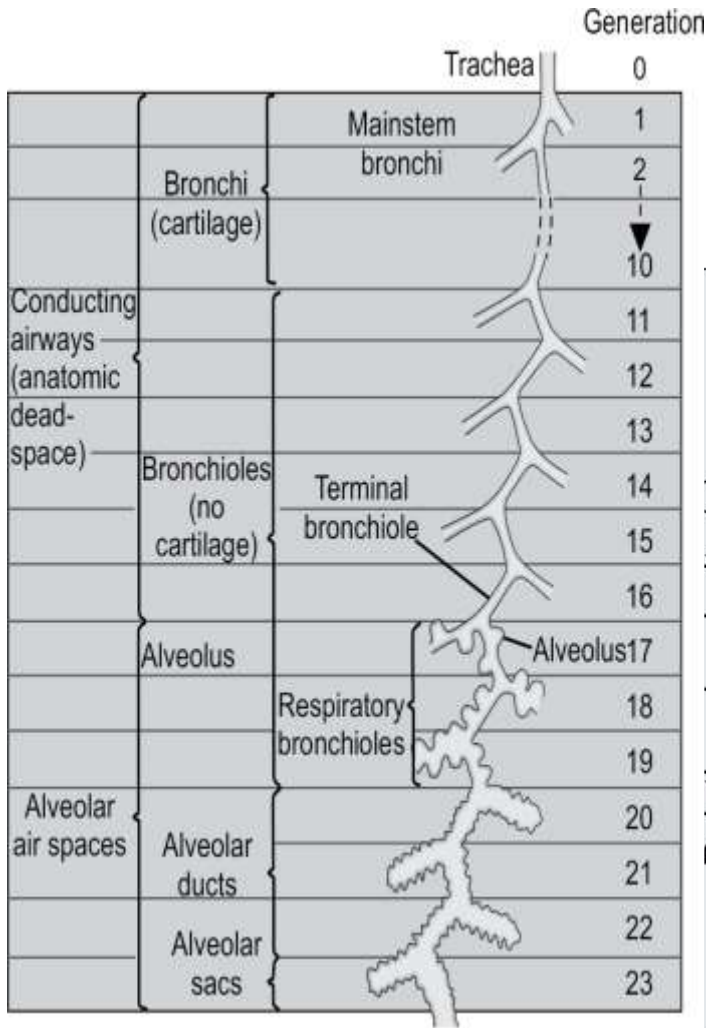 Generation
Trachea 0
Mainstem
bronchi
1
2
10
Bronchi
(cartilage)
Conducting
airways
(anatomic
dead-
space)
11
12
13
Bronchioles
(no
cartilage)
Terminal
bronchiole
14
15
16
Alveolus
Alveolus 17
Respiratory
bronchioles
18
19
Alveolar
air spaces
20
Alveolar
ducts
21
22
Alveolar
sacs
23